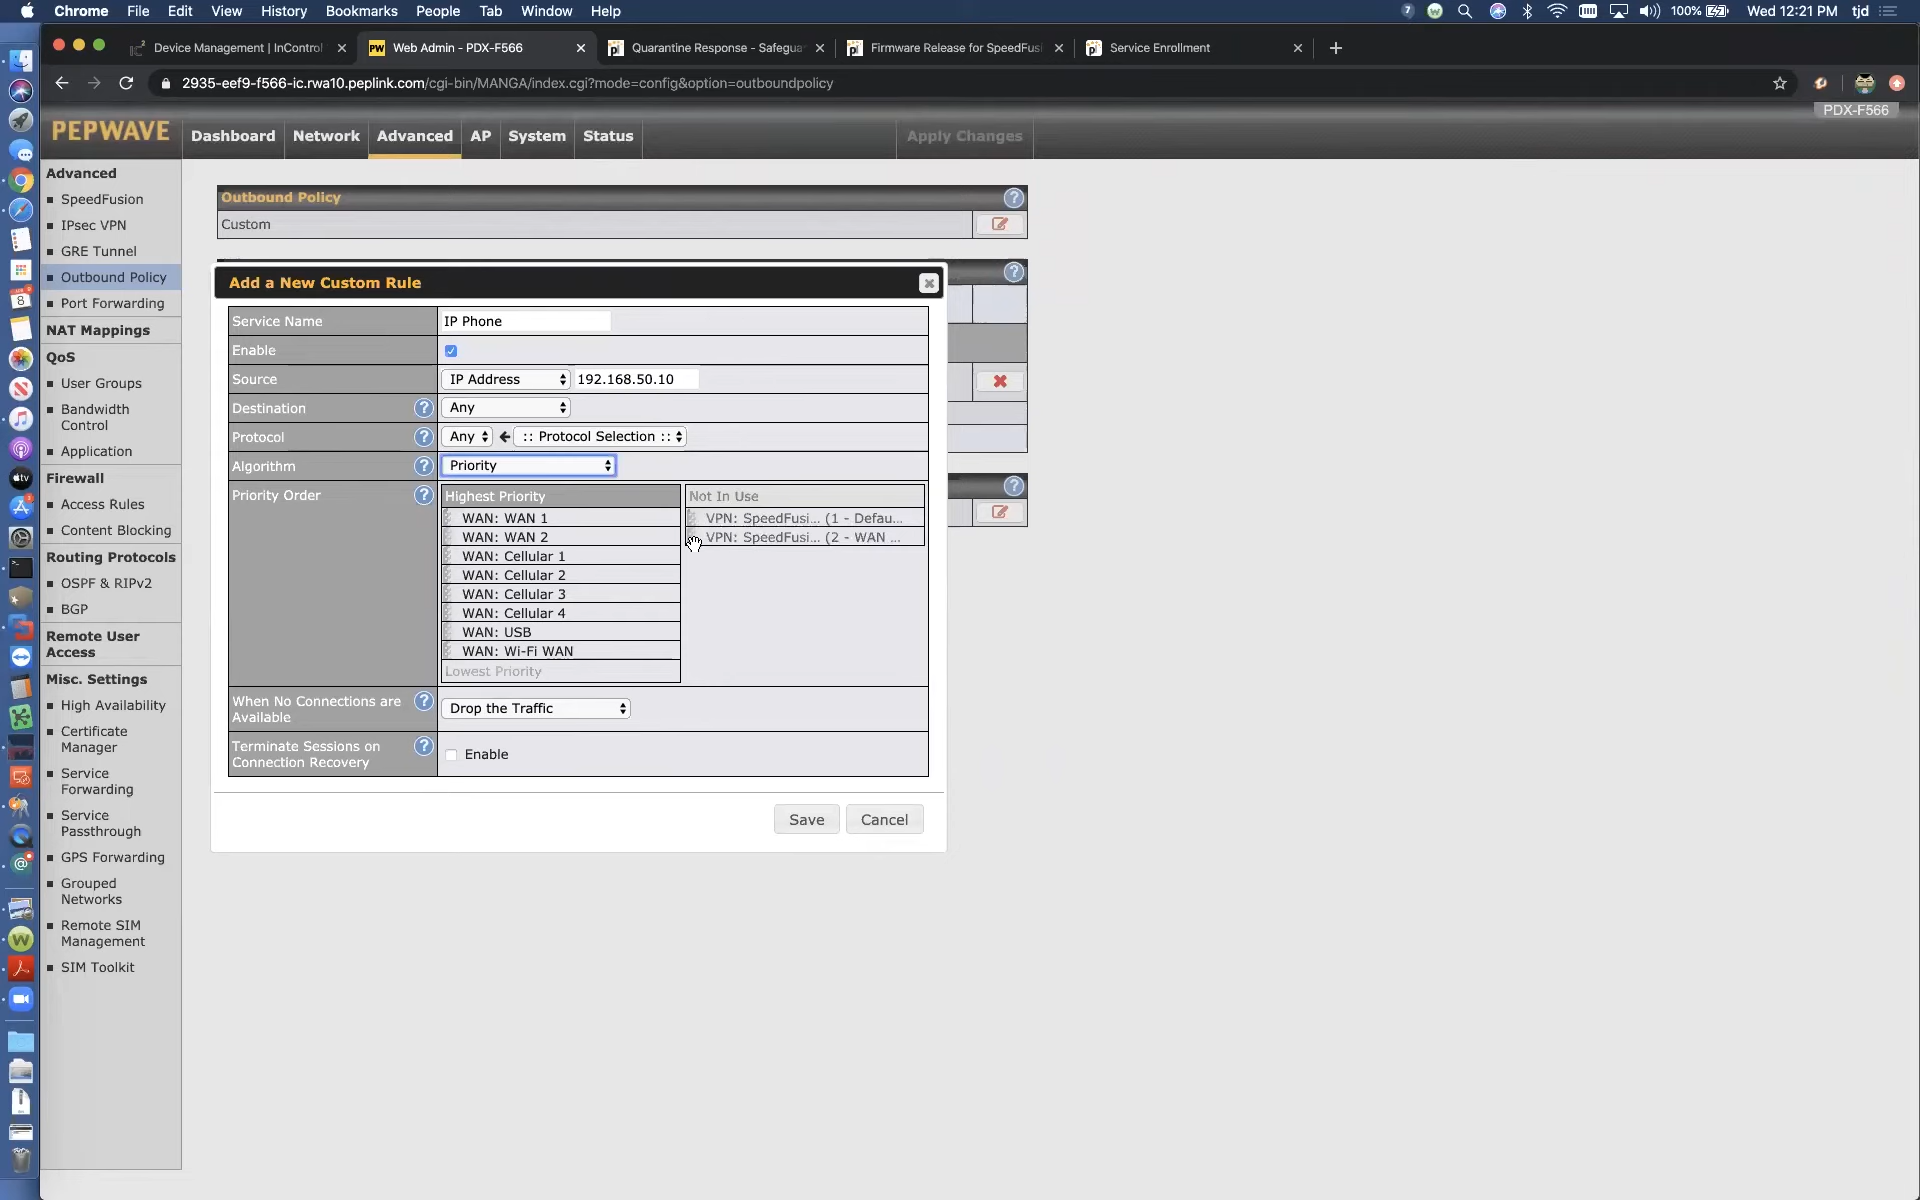 Chrome File Edit View History Bookmarks People Tab Window Help 7 100% Wed 12:21 PM tjd
Device Management | InControl
PW Web Admin - PDX-F566
Quarantine Response - Safegua
Firmware Release for SpeedFusi
Service Enrollment
2935-eef9-f566-ic.rwa10.peplink.com/cgi-bin/MANGA/index.cgi?mode=config&option=outboundpolicy
PDX-F566
PEPWAVE Dashboard Network Advanced AP System Status Apply Changes
Advanced
SpeedFusion
IPsec VPN
GRE Tunnel
Outbound Policy
Port Forwarding
NAT Mappings
QoS
User Groups
Bandwidth
Control
Application
Firewall
Access Rules
Content Blocking
Routing Protocols
OSPF & RIPv2
BGP
Remote User
Access
Misc. Settings
High Availability
Certificate
Manager
Service
Forwarding
Service
Passthrough
GPS Forwarding
Grouped
Networks
Remote SIM
Management
SIM Toolkit
Outbound Policy ?
Custom
Add a New Custom Rule
Service Name IP Phone
Enable
Source IP Address 192.168.50.10
Destination ? Any
Protocol ? Any :: Protocol Selection ::
Algorithm ? Priority
Priority Order ?
Highest Priority
WAN: WAN 1
WAN: WAN 2
WAN: Cellular 1
WAN: Cellular 2
WAN: Cellular 3
WAN: Cellular 4
WAN: USB
WAN: Wi-Fi WAN
Lowest Priority
Not In Use
VPN: SpeedFusi... (1 - Defau...
VPN: SpeedFusi... (2 - WAN ...
When No Connections are
Available ? Drop the Traffic
Terminate Sessions on
Connection Recovery ? Enable
Save Cancel